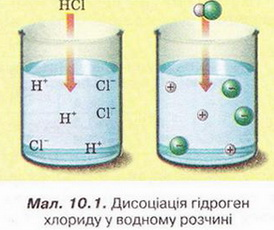 HCl
H⁺ Cl⁻
H⁺ Cl⁻
Cl⁻ H⁺
+ −
+ −
− +
Мал. 10.1. Дисоціація гідроген
хлориду у водному розчині